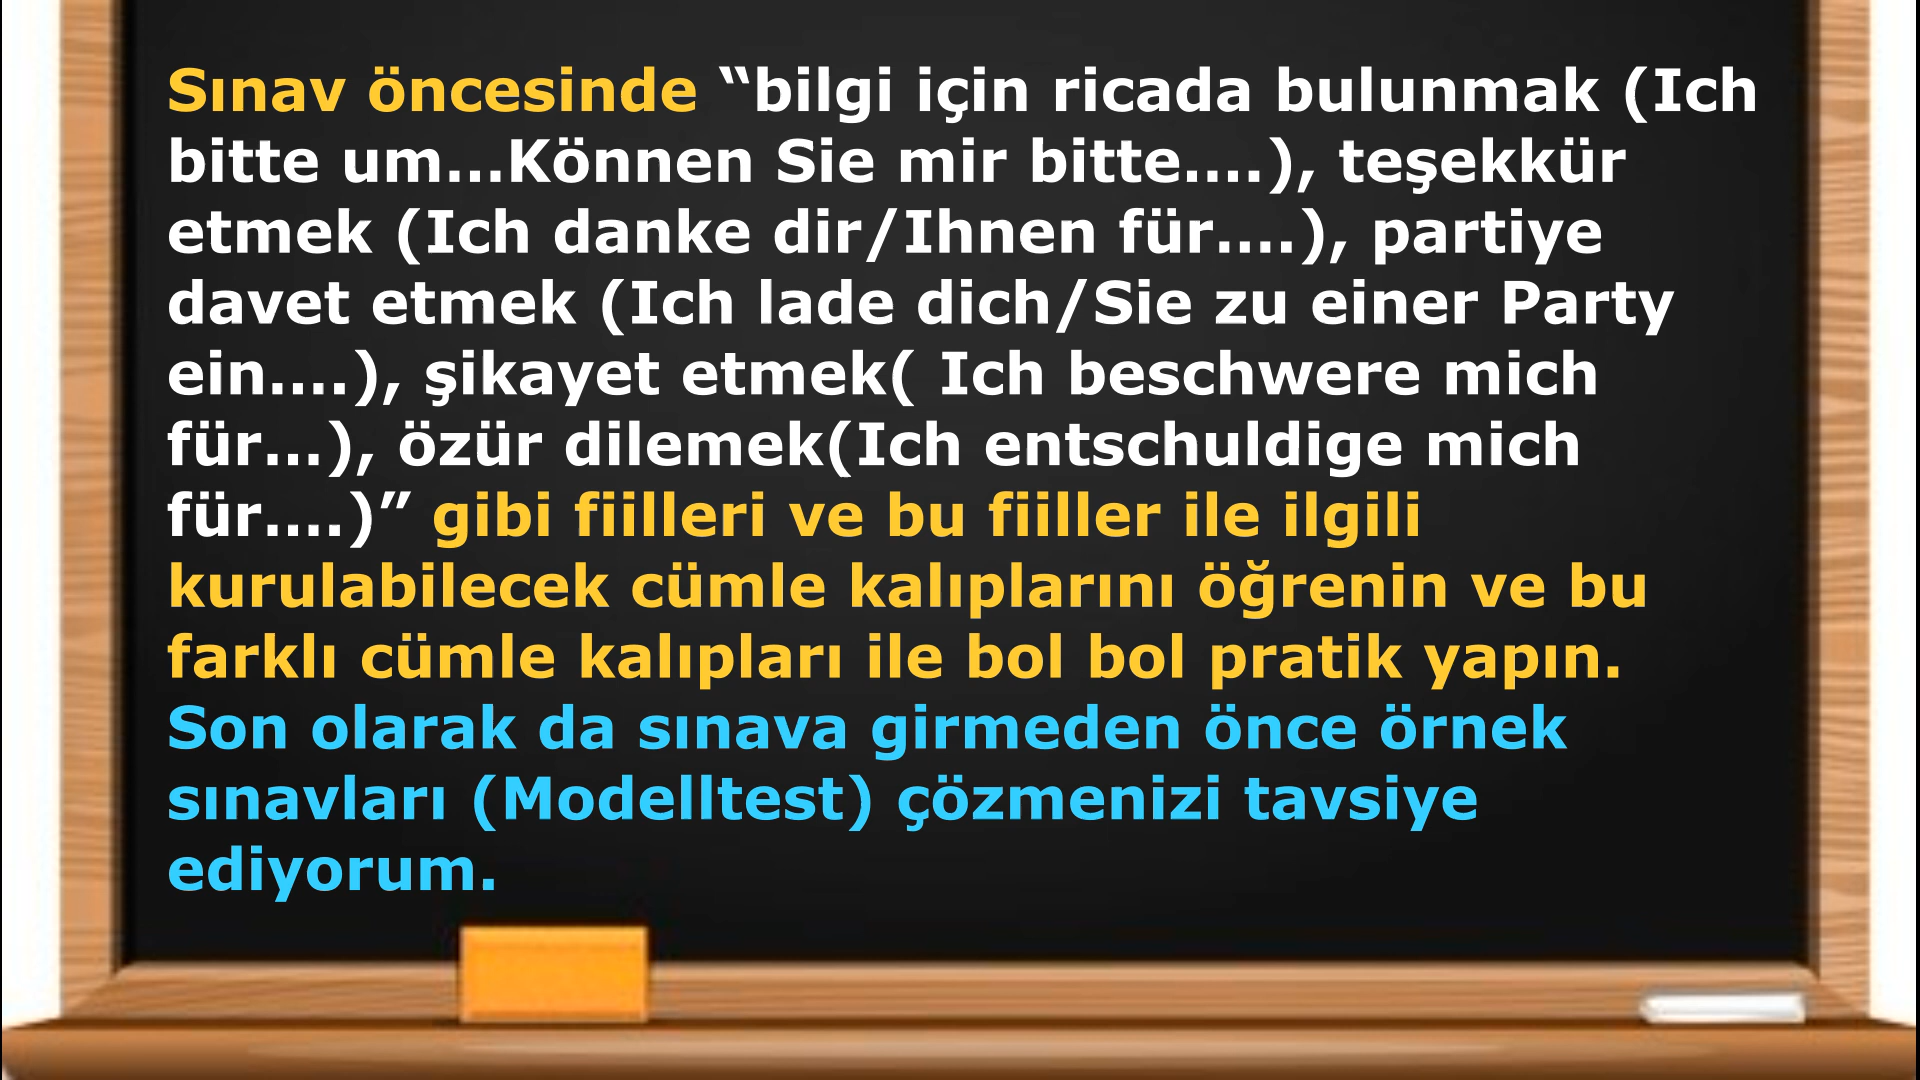 Sınav öncesinde “bilgi için ricada bulunmak (Ich
bitte um...Können Sie mir bitte....), teşekkür
etmek (Ich danke dir/Ihnen für....), partiye
davet etmek (Ich lade dich/Sie zu einer Party
ein....), şikayet etmek( Ich beschwere mich
für...), özür dilemek(Ich entschuldige mich
für....)” gibi fiilleri ve bu fiiller ile ilgili
kurulabilecek cümle kalıplarını öğrenin ve bu
farklı cümle kalıpları ile bol bol pratik yapın.
Son olarak da sınava girmeden önce örnek
sınavları (Modelltest) çözmenizi tavsiye
ediyorum.